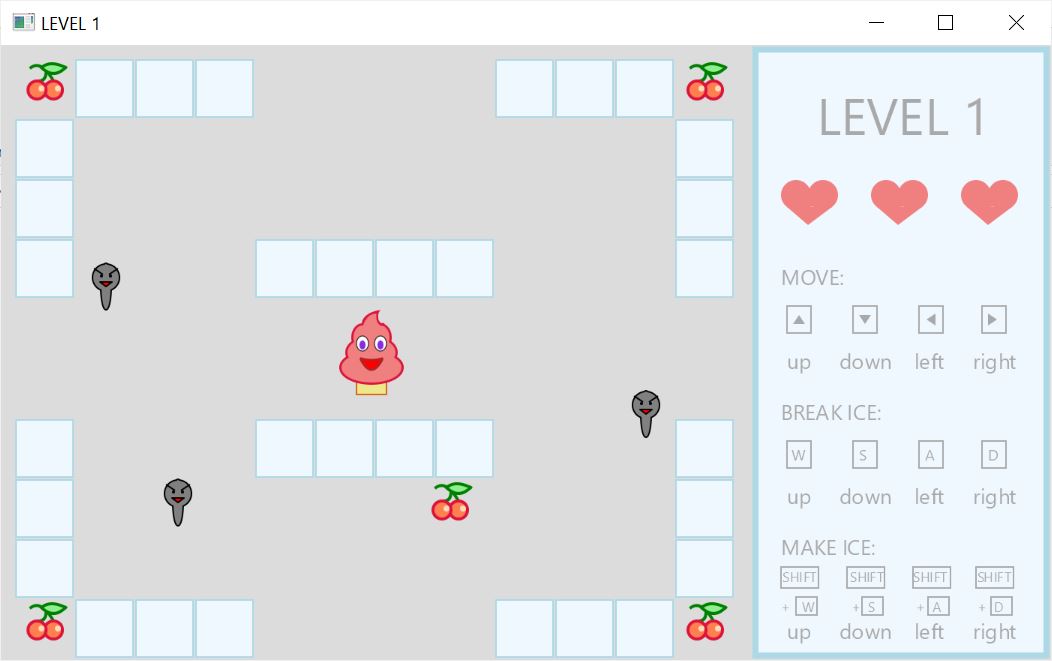 LEVEL 1
LEVEL 1
MOVE:
up down left right
BREAK ICE:
W S A D
up down left right
MAKE ICE:
SHIFT SHIFT SHIFT SHIFT
+ W + S + A + D
up down left right